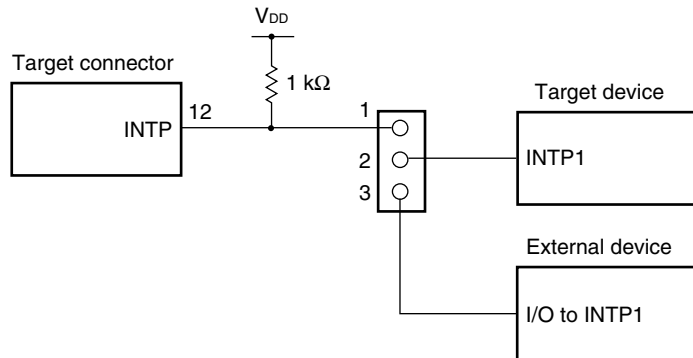 VDD
Target connector
1 kΩ
INTP
12
1
2
3
Target device
INTP1
External device
I/O to INTP1